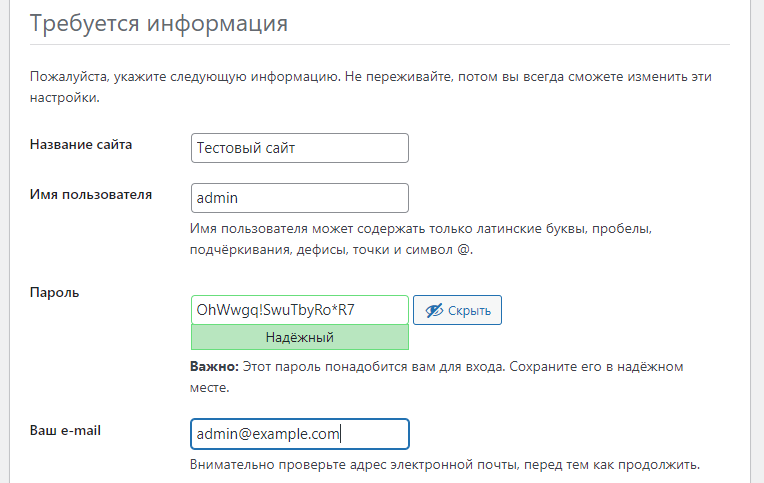 Требуется информация
Пожалуйста, укажите следующую информацию. Не переживайте, потом вы всегда сможете изменить эти
настройки.
Название сайта
Тестовый сайт
Имя пользователя
admin
Имя пользователя может содержать только латинские буквы, пробелы,
подчёркивания, дефисы, точки и символ @.
Пароль
OhWwgq!SwuTbyRo*R7
Скрыть
Надёжный
Важно: Этот пароль понадобится вам для входа. Сохраните его в надёжном
месте.
Ваш e-mail
admin@example.com
Внимательно проверьте адрес электронной почты, перед тем как продолжить.